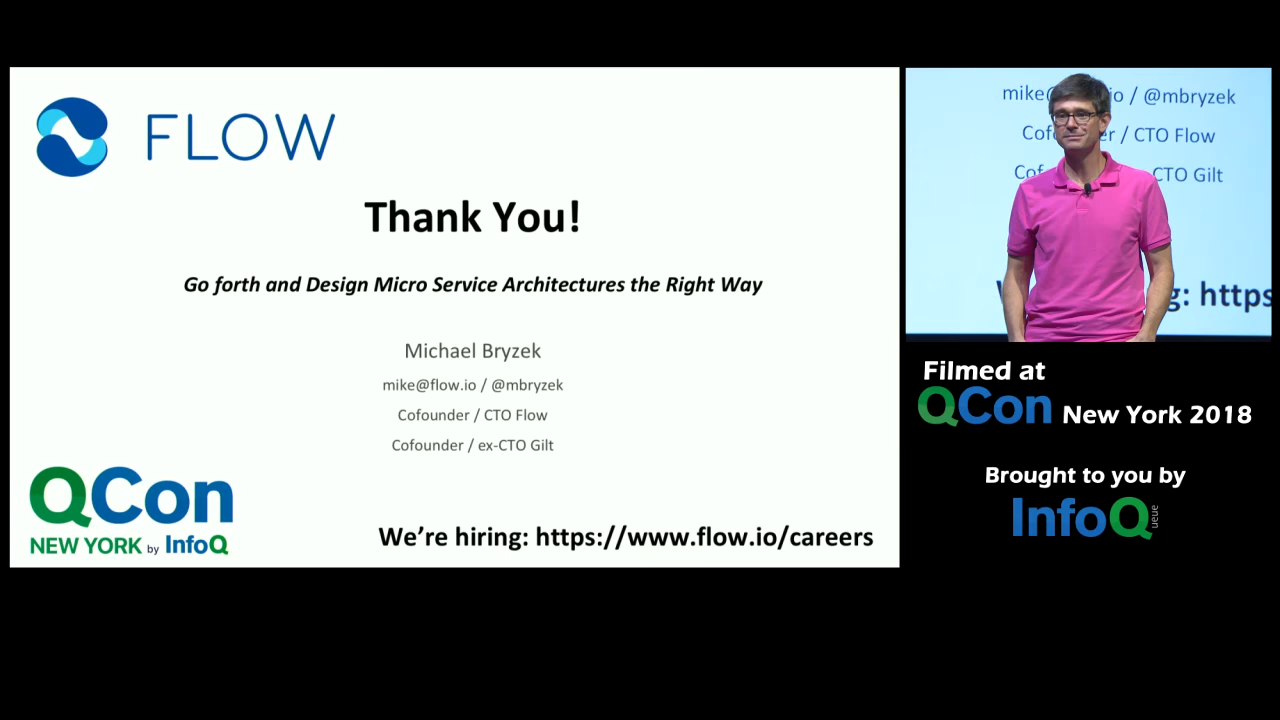 FLOW
Thank You!
Go forth and Design Micro Service Architectures the Right Way
Michael Bryzek
mike@flow.io / @mbryzek
Cofounder / CTO Flow
Cofounder / ex-CTO Gilt
QCon
NEW YORK by InfoQ
We're hiring: https://www.flow.io/careers
mike@ io / @mbryzek
Cofo er / CTO Flow
Cof CTO Gilt
g: https
Filmed at
QCon New York 2018
Brought to you by
InfoQ
ueue